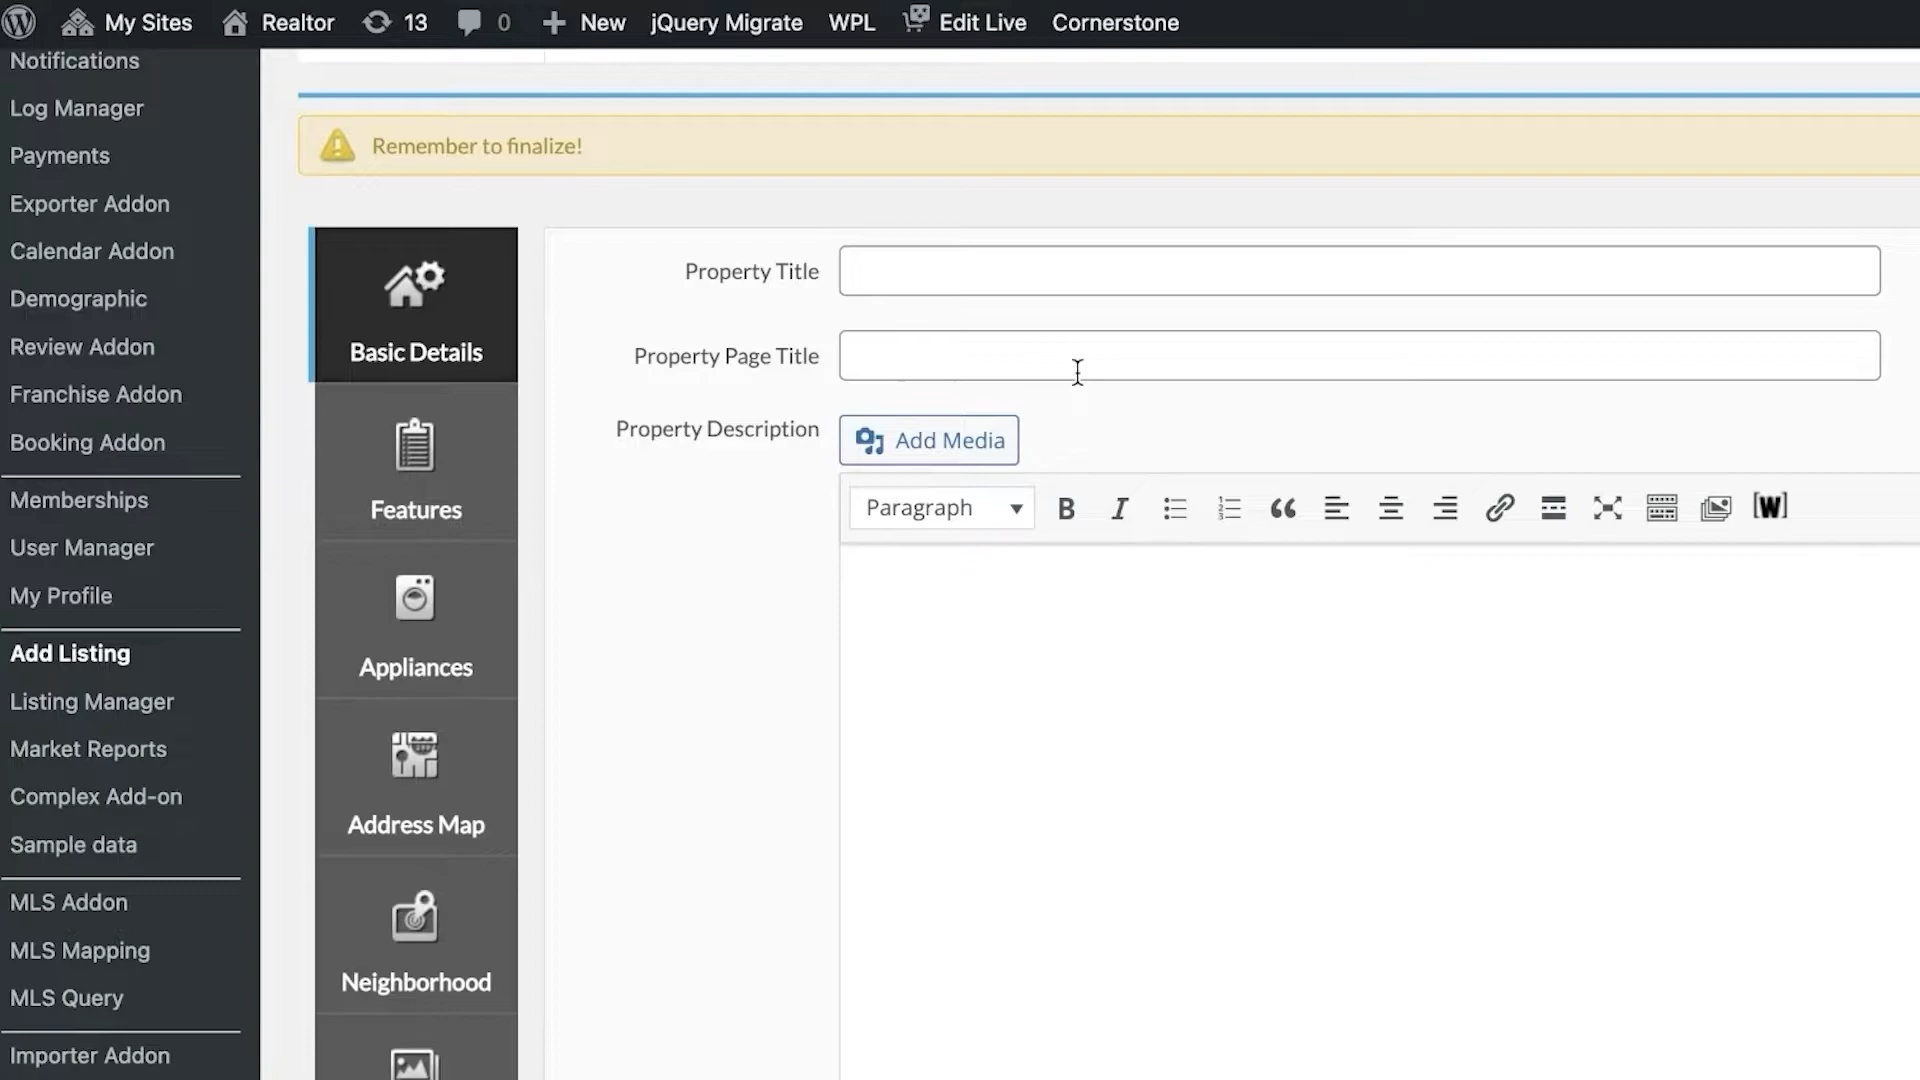 My Sites Realtor 13 0 New jQuery Migrate WPL Edit Live Cornerstone
Notifications
Log Manager
Payments
Exporter Addon
Calendar Addon
Demographic
Review Addon
Franchise Addon
Booking Addon
Memberships
User Manager
My Profile
Add Listing
Listing Manager
Market Reports
Complex Add-on
Sample data
MLS Addon
MLS Mapping
MLS Query
Importer Addon
Remember to finalize!
Basic Details
Features
Appliances
Address Map
Neighborhood
Property Title
Property Page Title
Property Description
Add Media
Paragraph